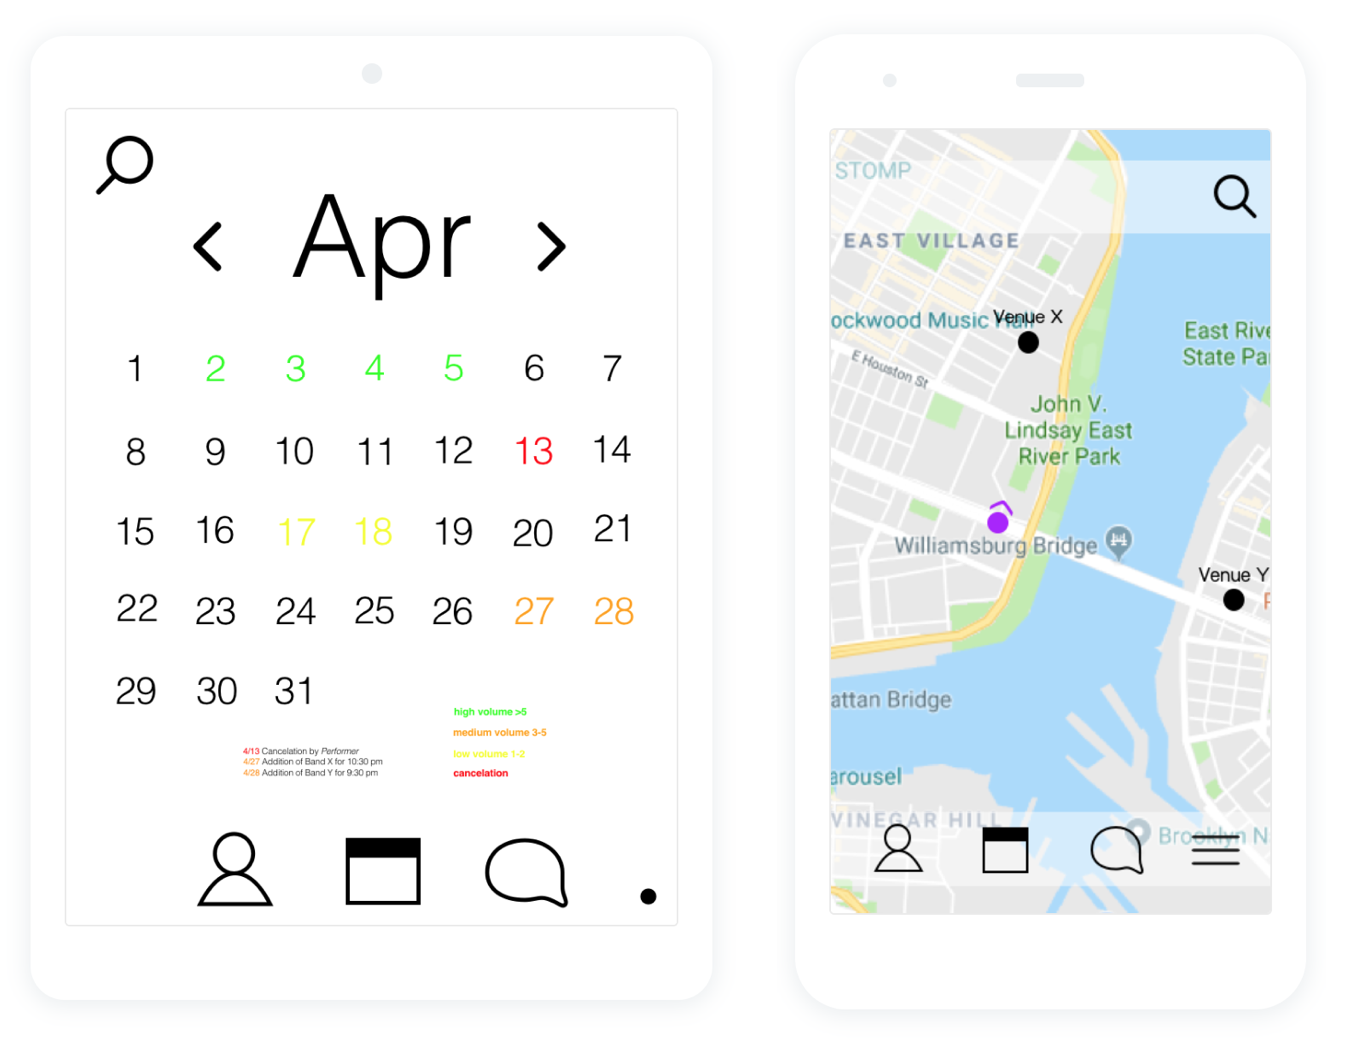 Apr
1 2 3 4 5 6 7
8 9 10 11 12 13 14
15 16 17 18 19 20 21
22 23 24 25 26 27 28
29 30 31
high volume >5
medium volume 3-5
low volume 1-2
cancelation
4/13 Cancelation by Performer
4/27 Addition of Band X for 10:30 pm
4/28 Addition of Band Y for 9:30 pm
STOMP
EAST VILLAGE
Venue X
ockwood Music Hall
East Rive
State Pa
E Houston St
John V.
Lindsay East
River Park
Williamsburg Bridge
Venue Y
attan Bridge
arousel
VINEGAR HILL
Brooklyn N